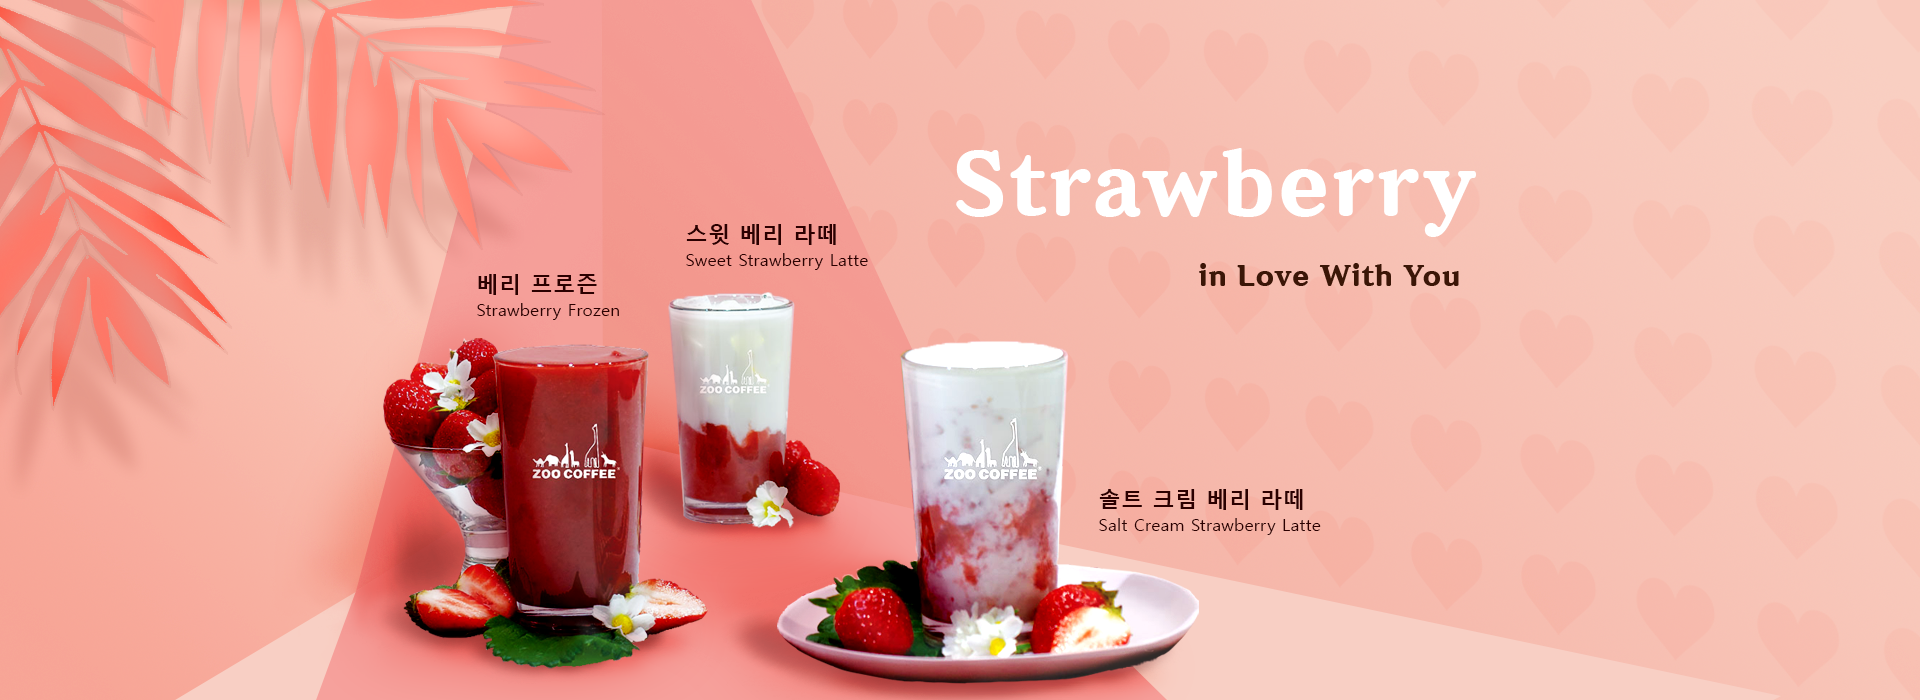 Strawberry
in Love With You
스윗 베리 라떼
Sweet Strawberry Latte
베리 프로즌
Strawberry Frozen
ZOO COFFEE
ZOO COFFEE
ZOO COFFEE
솔트 크림 베리 라떼
Salt Cream Strawberry Latte